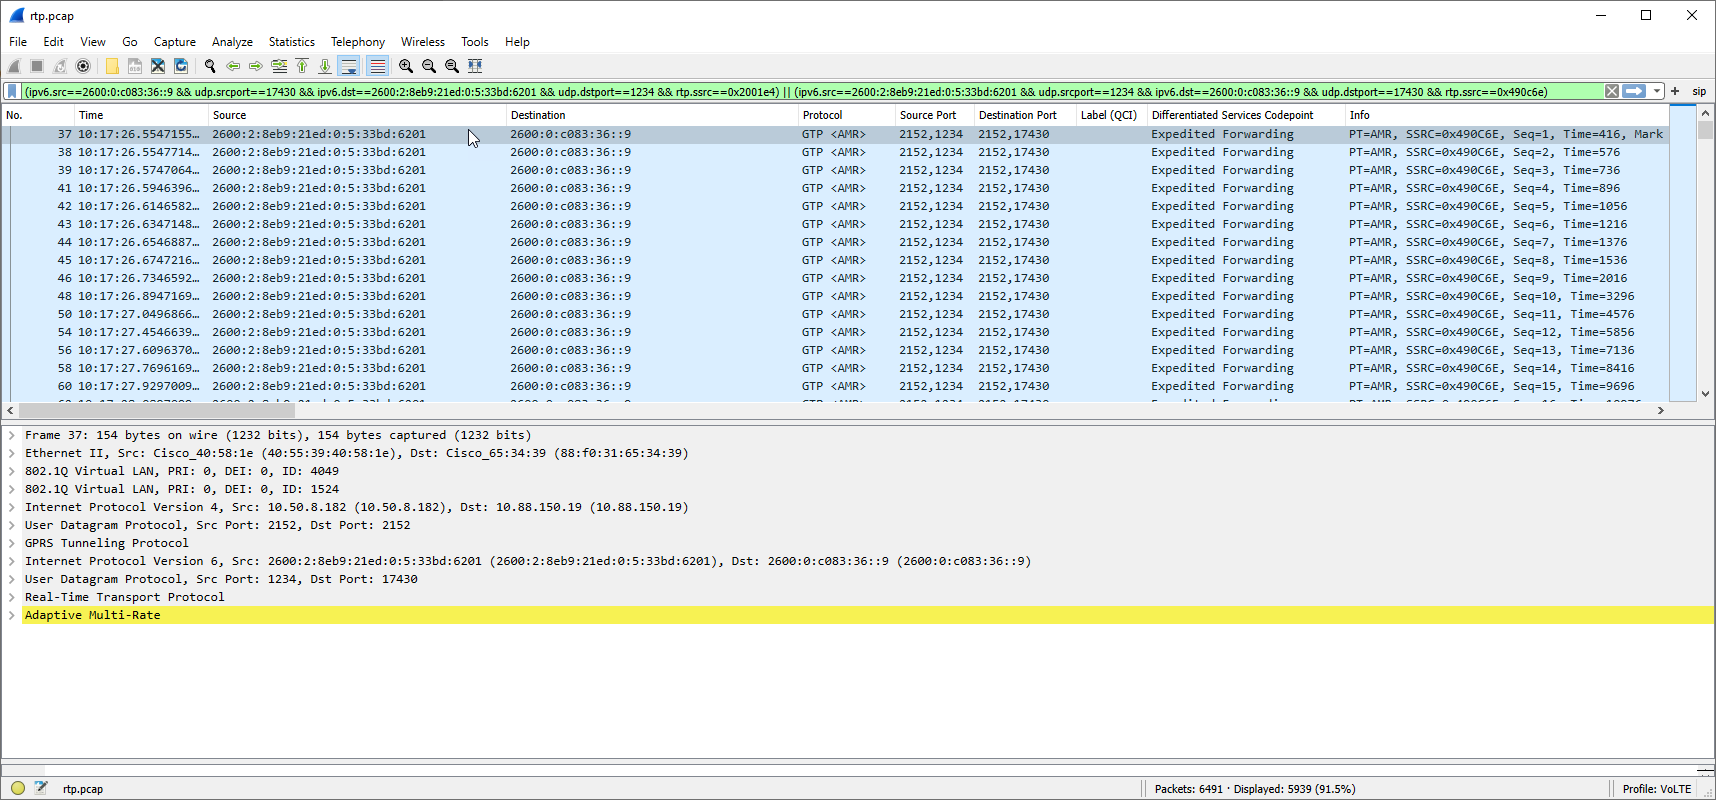 rtp.pcap
File Edit View Go Capture Analyze Statistics Telephony Wireless Tools Help
(ipv6.src==2600:0:c083:36::9 && udp.srcport==17430 && ipv6.dst==2600:2:8eb9:21ed:0:5:33bd:6201 && udp.dstport==1234 && rtp.ssrc==0x2001e4) || (ipv6.src==2600:2:8eb9:21ed:0:5:33bd:6201 && udp.srcport==1234 && ipv6.dst==2600:0:c083:36::9 && udp.dstport==17430 && rtp.ssrc==0x490c6e) + sip
No. Time Source Destination Protocol Source Port Destination Port Label (QCI) Differentiated Services Codepoint Info
37 10:17:26.5547155… 2600:2:8eb9:21ed:0:5:33bd:6201 2600:0:c083:36::9 GTP <AMR> 2152,1234 2152,17430 Expedited Forwarding PT=AMR, SSRC=0x490C6E, Seq=1, Time=416, Mark
38 10:17:26.5547714… 2600:2:8eb9:21ed:0:5:33bd:6201 2600:0:c083:36::9 GTP <AMR> 2152,1234 2152,17430 Expedited Forwarding PT=AMR, SSRC=0x490C6E, Seq=2, Time=576
39 10:17:26.5747064… 2600:2:8eb9:21ed:0:5:33bd:6201 2600:0:c083:36::9 GTP <AMR> 2152,1234 2152,17430 Expedited Forwarding PT=AMR, SSRC=0x490C6E, Seq=3, Time=736
41 10:17:26.5946396… 2600:2:8eb9:21ed:0:5:33bd:6201 2600:0:c083:36::9 GTP <AMR> 2152,1234 2152,17430 Expedited Forwarding PT=AMR, SSRC=0x490C6E, Seq=4, Time=896
42 10:17:26.6146582… 2600:2:8eb9:21ed:0:5:33bd:6201 2600:0:c083:36::9 GTP <AMR> 2152,1234 2152,17430 Expedited Forwarding PT=AMR, SSRC=0x490C6E, Seq=5, Time=1056
43 10:17:26.6347148… 2600:2:8eb9:21ed:0:5:33bd:6201 2600:0:c083:36::9 GTP <AMR> 2152,1234 2152,17430 Expedited Forwarding PT=AMR, SSRC=0x490C6E, Seq=6, Time=1216
44 10:17:26.6546887… 2600:2:8eb9:21ed:0:5:33bd:6201 2600:0:c083:36::9 GTP <AMR> 2152,1234 2152,17430 Expedited Forwarding PT=AMR, SSRC=0x490C6E, Seq=7, Time=1376
45 10:17:26.6747216… 2600:2:8eb9:21ed:0:5:33bd:6201 2600:0:c083:36::9 GTP <AMR> 2152,1234 2152,17430 Expedited Forwarding PT=AMR, SSRC=0x490C6E, Seq=8, Time=1536
46 10:17:26.7346592… 2600:2:8eb9:21ed:0:5:33bd:6201 2600:0:c083:36::9 GTP <AMR> 2152,1234 2152,17430 Expedited Forwarding PT=AMR, SSRC=0x490C6E, Seq=9, Time=2016
48 10:17:26.8947169… 2600:2:8eb9:21ed:0:5:33bd:6201 2600:0:c083:36::9 GTP <AMR> 2152,1234 2152,17430 Expedited Forwarding PT=AMR, SSRC=0x490C6E, Seq=10, Time=3296
50 10:17:27.0496866… 2600:2:8eb9:21ed:0:5:33bd:6201 2600:0:c083:36::9 GTP <AMR> 2152,1234 2152,17430 Expedited Forwarding PT=AMR, SSRC=0x490C6E, Seq=11, Time=4576
54 10:17:27.4546639… 2600:2:8eb9:21ed:0:5:33bd:6201 2600:0:c083:36::9 GTP <AMR> 2152,1234 2152,17430 Expedited Forwarding PT=AMR, SSRC=0x490C6E, Seq=12, Time=5856
56 10:17:27.6096370… 2600:2:8eb9:21ed:0:5:33bd:6201 2600:0:c083:36::9 GTP <AMR> 2152,1234 2152,17430 Expedited Forwarding PT=AMR, SSRC=0x490C6E, Seq=13, Time=7136
58 10:17:27.7696169… 2600:2:8eb9:21ed:0:5:33bd:6201 2600:0:c083:36::9 GTP <AMR> 2152,1234 2152,17430 Expedited Forwarding PT=AMR, SSRC=0x490C6E, Seq=14, Time=8416
60 10:17:27.9297009… 2600:2:8eb9:21ed:0:5:33bd:6201 2600:0:c083:36::9 GTP <AMR> 2152,1234 2152,17430 Expedited Forwarding PT=AMR, SSRC=0x490C6E, Seq=15, Time=9696
Frame 37: 154 bytes on wire (1232 bits), 154 bytes captured (1232 bits)
Ethernet II, Src: Cisco_40:58:1e (40:55:39:40:58:1e), Dst: Cisco_65:34:39 (88:f0:31:65:34:39)
802.1Q Virtual LAN, PRI: 0, DEI: 0, ID: 4049
802.1Q Virtual LAN, PRI: 0, DEI: 0, ID: 1524
Internet Protocol Version 4, Src: 10.50.8.182 (10.50.8.182), Dst: 10.88.150.19 (10.88.150.19)
User Datagram Protocol, Src Port: 2152, Dst Port: 2152
GPRS Tunneling Protocol
Internet Protocol Version 6, Src: 2600:2:8eb9:21ed:0:5:33bd:6201 (2600:2:8eb9:21ed:0:5:33bd:6201), Dst: 2600:0:c083:36::9 (2600:0:c083:36::9)
User Datagram Protocol, Src Port: 1234, Dst Port: 17430
Real-Time Transport Protocol
Adaptive Multi-Rate
rtp.pcap Packets: 6491 · Displayed: 5939 (91.5%) Profile: VoLTE